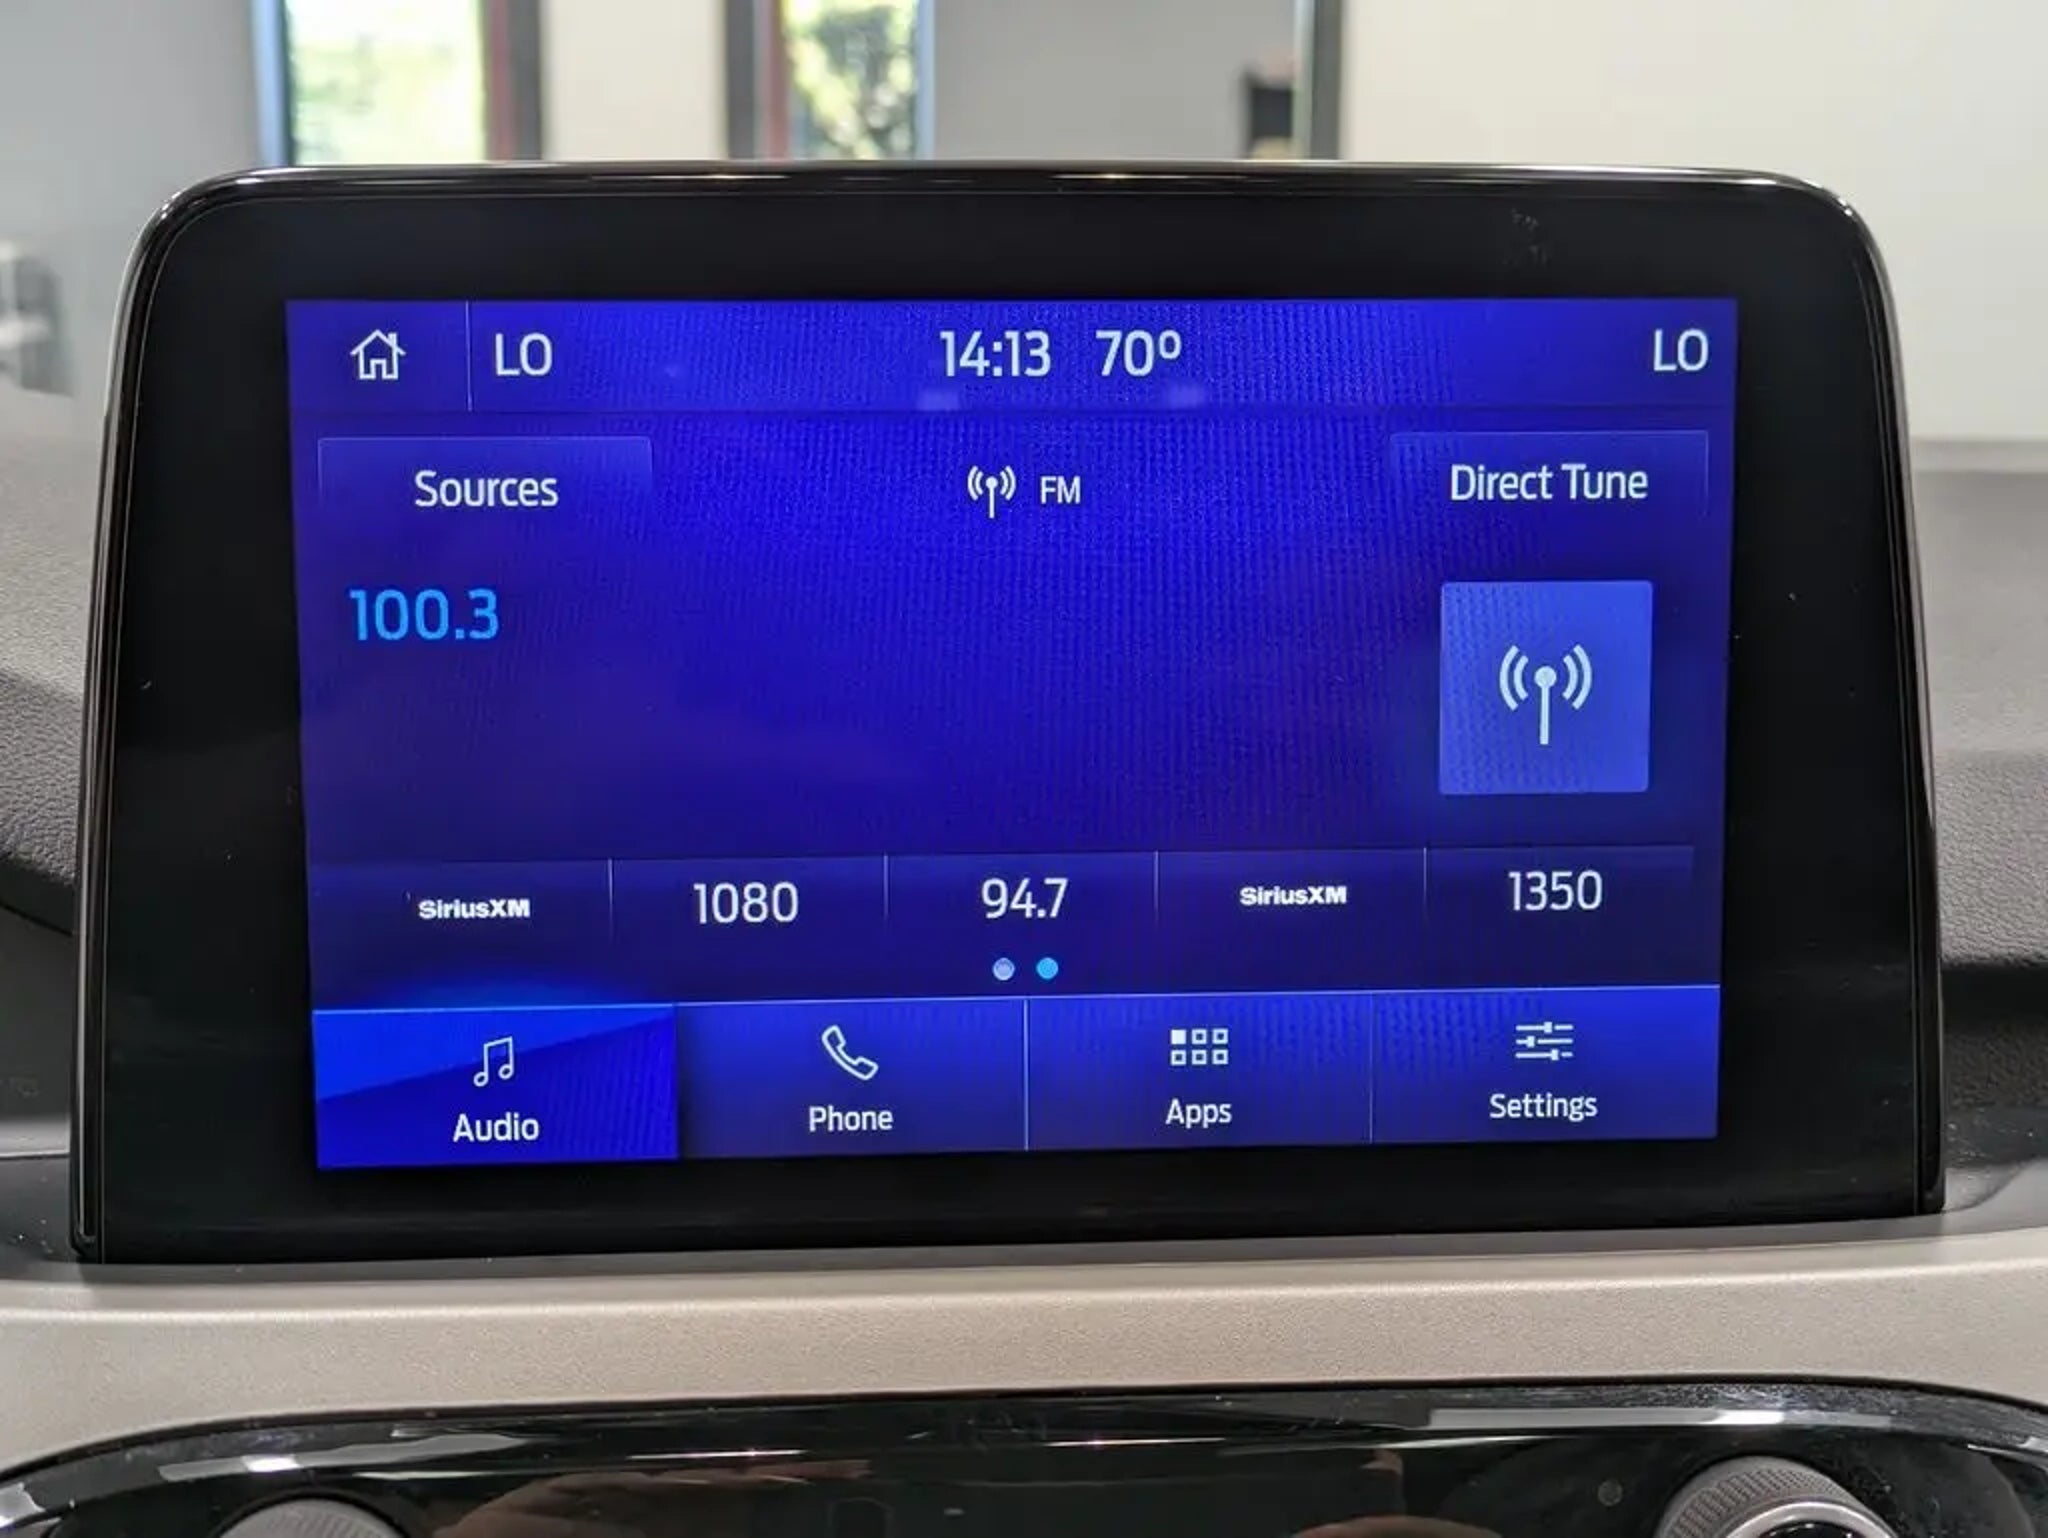 LO 14:13 70º LO
Sources FM Direct Tune
100.3
SiriusXM 1080 94.7 SiriusXM 1350
Audio Phone Apps Settings